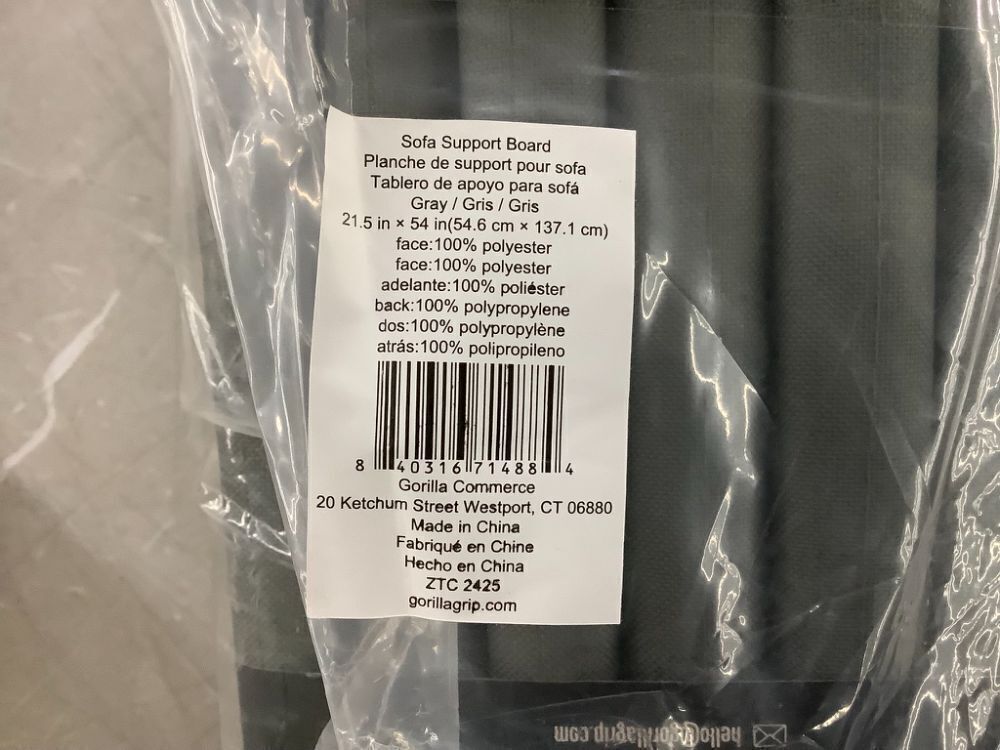 Sofa Support Board
Planche de support pour sofa
Tablero de apoyo para sofá
Gray / Gris / Gris
21.5 in × 54 in(54.6 cm × 137.1 cm)
face:100% polyester
face:100% polyester
adelante:100% poliéster
back:100% polypropylene
dos:100% polypropylène
atrás:100% polipropileno
8 40316 71488 4
Gorilla Commerce
20 Ketchum Street Westport, CT 06880
Made in China
Fabriqué en Chine
Hecho en China
ZTC 2425
gorillagrip.com
hello@gorillagrip.com